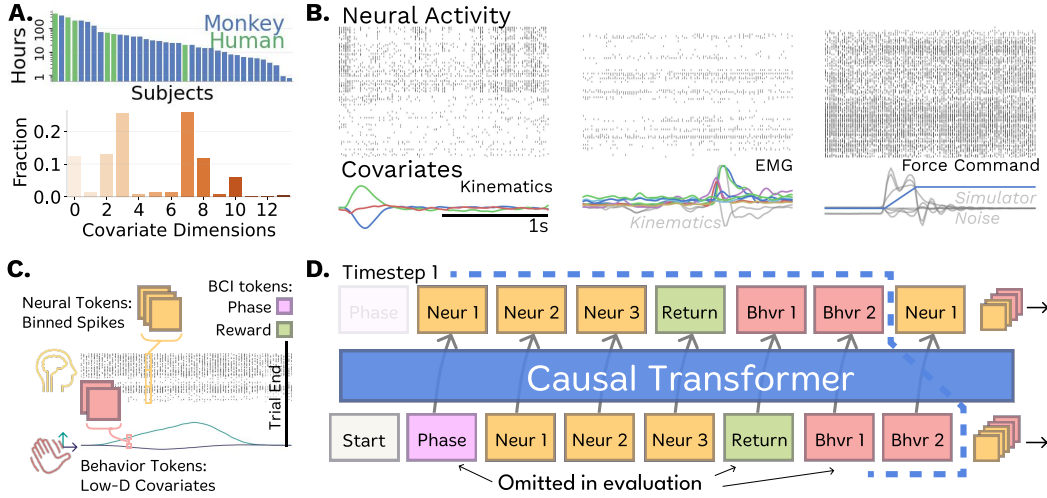 A.
Hours
100
10
1
Monkey
Human
Subjects
Fraction
0.2
0.1
0.0
0 2 4 6 8 10 12
Covariate Dimensions
B.
Neural Activity
Covariates
Kinematics
1s
EMG
Kinematics
Force Command
Simulator
Noise
C.
Neural Tokens:
Binned Spikes
BCI tokens:
Phase
Reward
Trial End
Behavior Tokens:
Low-D Covariates
D.
Timestep 1
Phase Neur 1 Neur 2 Neur 3 Return Bhvr 1 Bhvr 2 Neur 1
Causal Transformer
Start Phase Neur 1 Neur 2 Neur 3 Return Bhvr 1 Bhvr 2
Omitted in evaluation